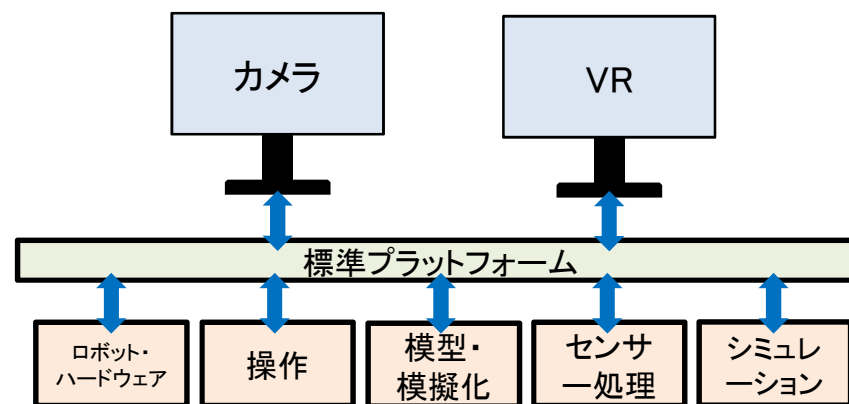 カメラ
VR
標準プラットフォーム
ロボット・
ハードウェア
操作
模型・
模擬化
センサ
ー処理
シミュレ
ーション